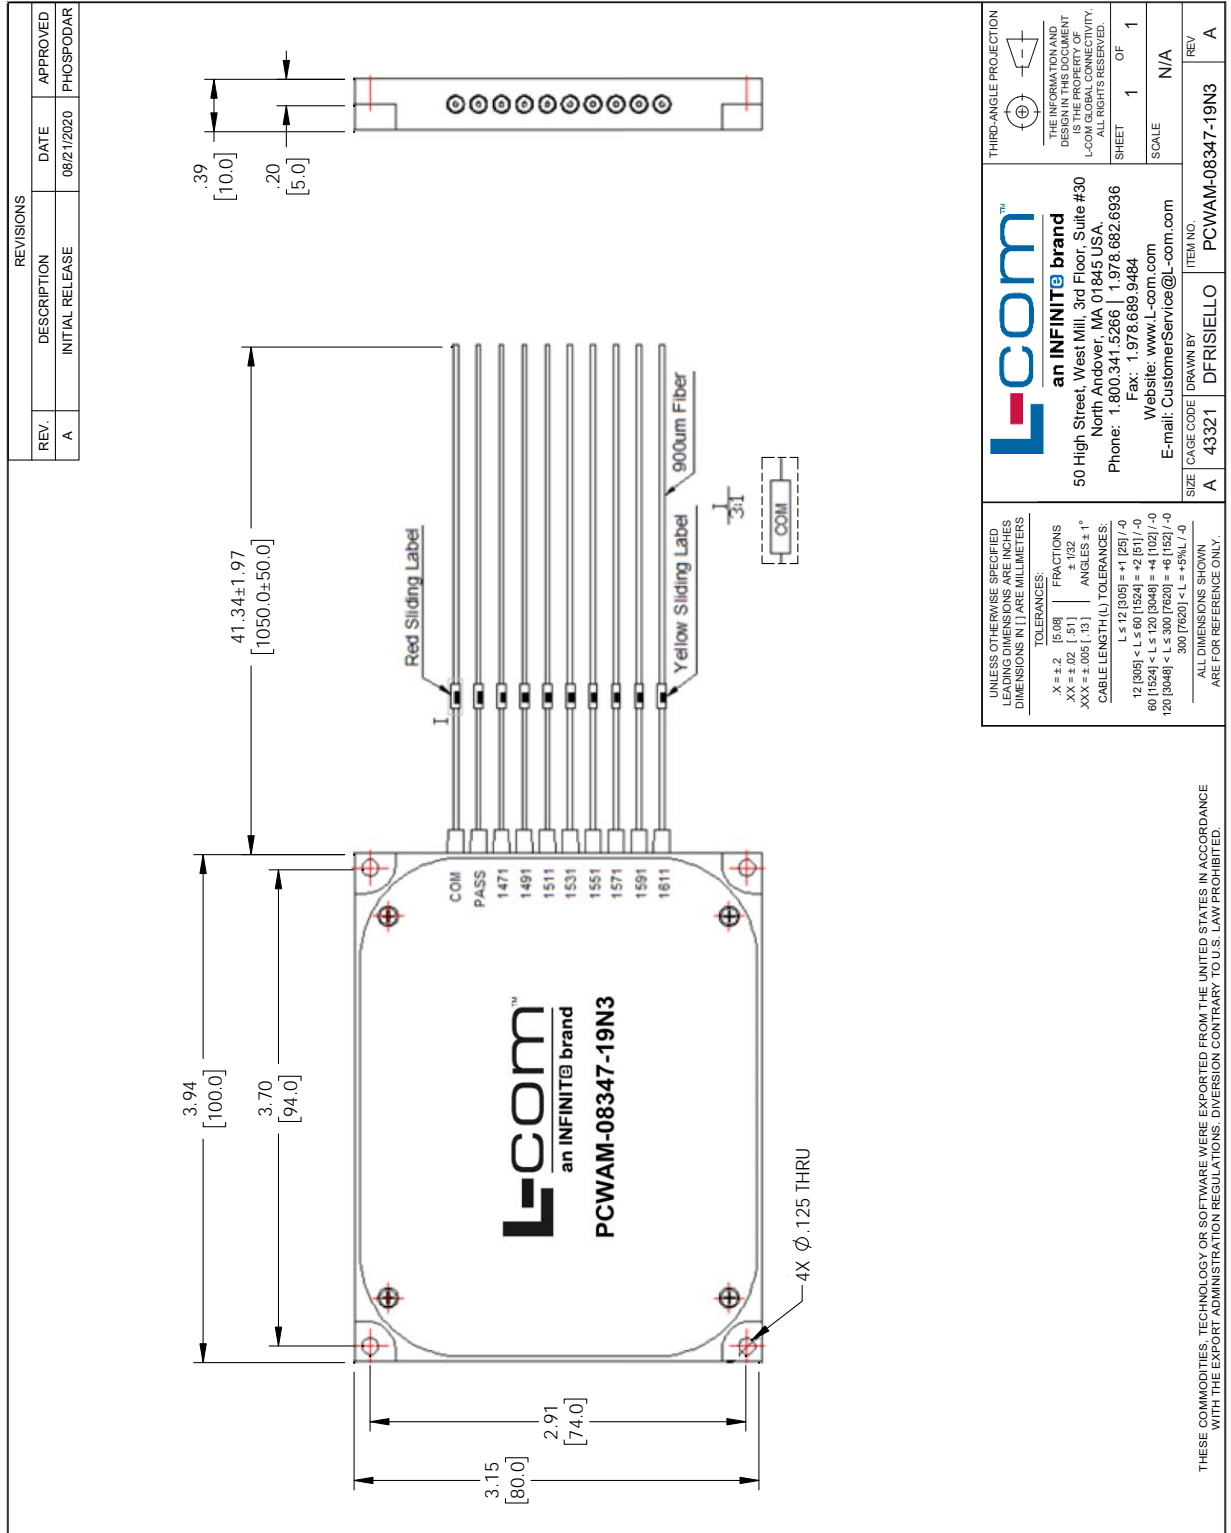 REVISIONS
REV. DESCRIPTION DATE APPROVED
A INITIAL RELEASE 08/21/2020 PHOSPODAR
3.94
[100.0]
3.70
[94.0]
41.34±1.97
[1050.0±50.0]
.39
[10.0]
.20
[5.0]
3.15
[80.0]
2.91
[74.0]
4X Ø.125 THRU
L-com™
an INFINITe brand
PCWAM-08347-19N3
COM
PASS
1471
1491
1511
1531
1551
1571
1591
1611
Red Sliding Label
Yellow Sliding Label
900um Fiber
I
I
3:1
COM
THESE COMMODITIES, TECHNOLOGY OR SOFTWARE WERE EXPORTED FROM THE UNITED STATES IN ACCORDANCE
WITH THE EXPORT ADMINISTRATION REGULATIONS. DIVERSION CONTRARY TO U.S. LAW PROHIBITED.
UNLESS OTHERWISE SPECIFIED
LEADING DIMENSIONS ARE INCHES
DIMENSIONS IN [ ] ARE MILLIMETERS
TOLERANCES:
.X = ±.2 [5.08] FRACTIONS
.XX = ±.02 [.51] ± 1/32
.XXX = ±.005 [.13] ANGLES ± 1°
CABLE LENGTH (L) TOLERANCES:
L ≤ 12 [305] = +1 [25] / -0
12 [305] < L ≤ 60 [1524] = +2 [51] / -0
60 [1524] < L ≤ 120 [3048] = +4 [102] / -0
120 [3048] < L ≤ 300 [7620] = +6 [152] / -0
300 [7620] < L = +5%L / -0
ALL DIMENSIONS SHOWN
ARE FOR REFERENCE ONLY.
L-com™
an INFINITe brand
50 High Street, West Mill, 3rd Floor, Suite #30
North Andover, MA 01845 USA.
Phone: 1.800.341.5266 | 1.978.682.6936
Fax: 1.978.689.9484
Website: www.L-com.com
E-mail: CustomerService@L-com.com
THIRD-ANGLE PROJECTION
THE INFORMATION AND
DESIGN IN THIS DOCUMENT
IS THE PROPERTY OF
L-COM GLOBAL CONNECTIVITY.
ALL RIGHTS RESERVED.
SHEET 1 OF 1
SCALE N/A
SIZE A
CAGE CODE 43321
DRAWN BY DFRISIELLO
ITEM NO. PCWAM-08347-19N3
REV A